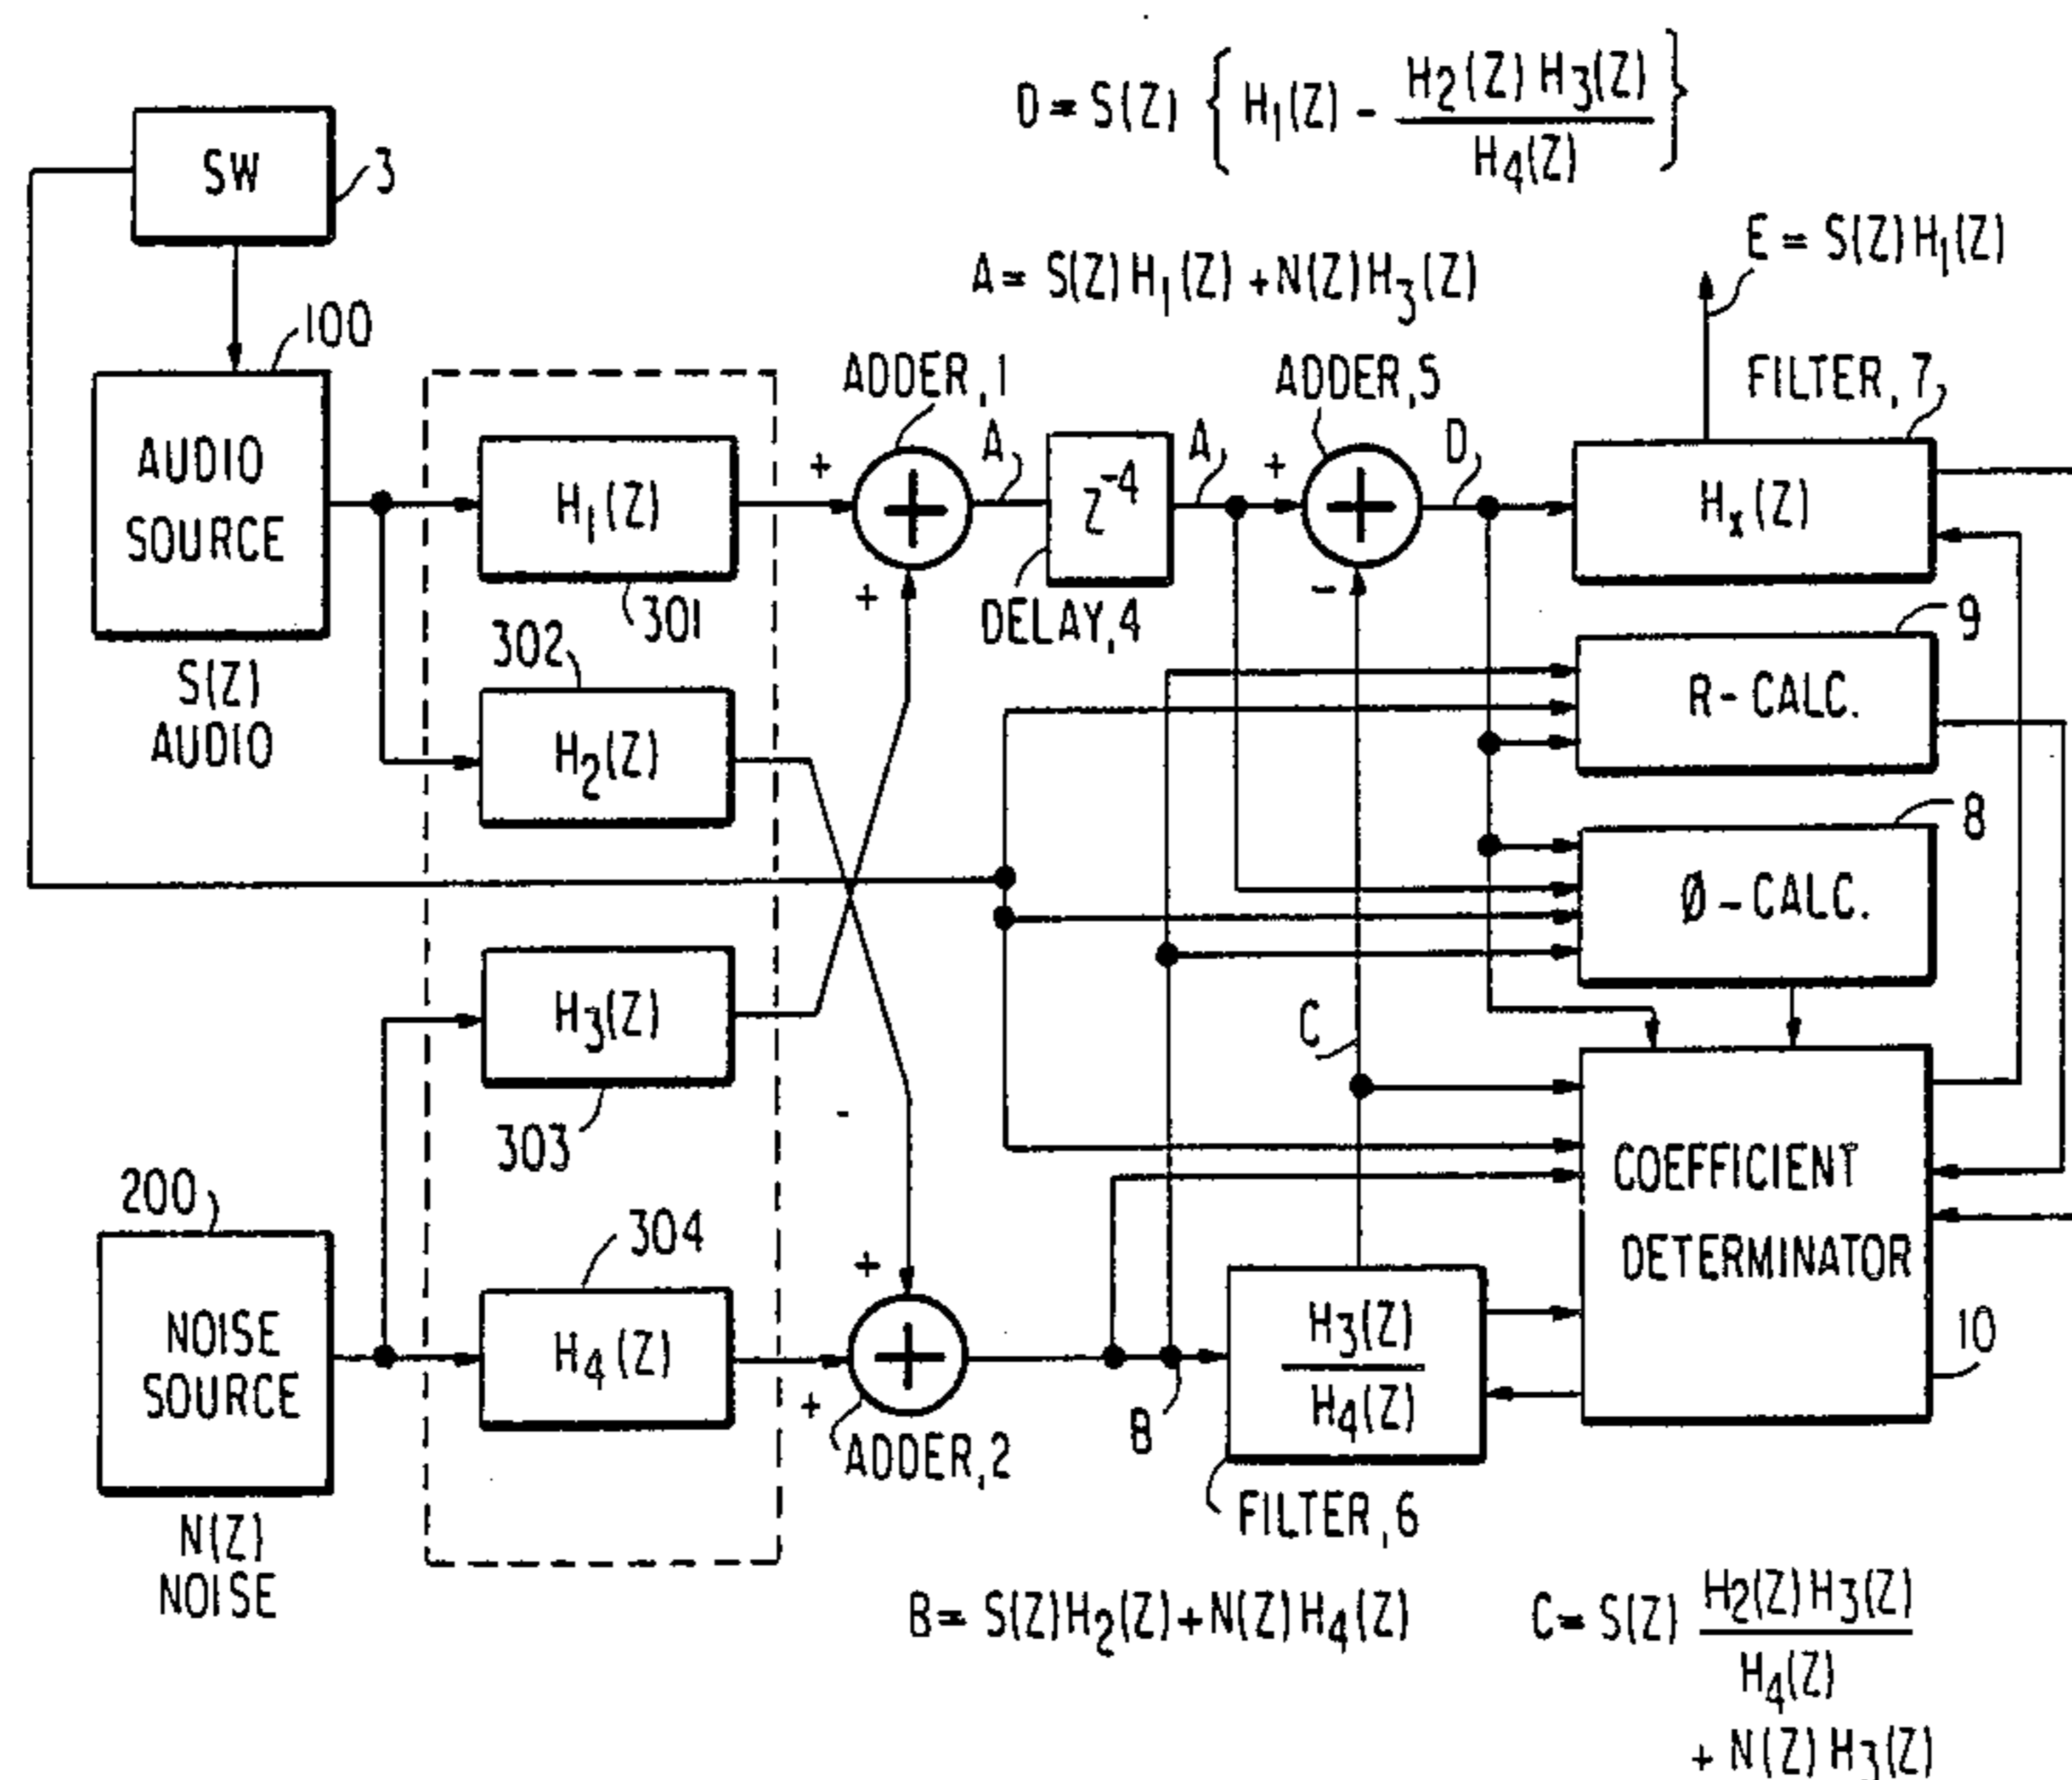 D = S(Z) { H1(Z) - H2(Z) H3(Z) / H4(Z) }
SW
3
E = S(Z)H1(Z)
A = S(Z)H1(Z)+N(Z)H3(Z)
100
ADDER,1
ADDER,5
FILTER,7
AUDIO
SOURCE
H1(Z)
+
+
A
Z-4
A
+
-
D
Hx(Z)
301
DELAY,4
S(Z)
AUDIO
302
H2(Z)
9
R-CALC.
8
Ø-CALC.
H3(Z)
303
-
C
COEFFICIENT
DETERMINATOR
10
200
NOISE
SOURCE
304
H4(Z)
+
+
ADDER,2
B
H3(Z)
H4(Z)
FILTER,6
N(Z)
NOISE
B = S(Z)H2(Z)+N(Z)H4(Z)
C = S(Z) H2(Z)H3(Z) / H4(Z)
+ N(Z)H3(Z)